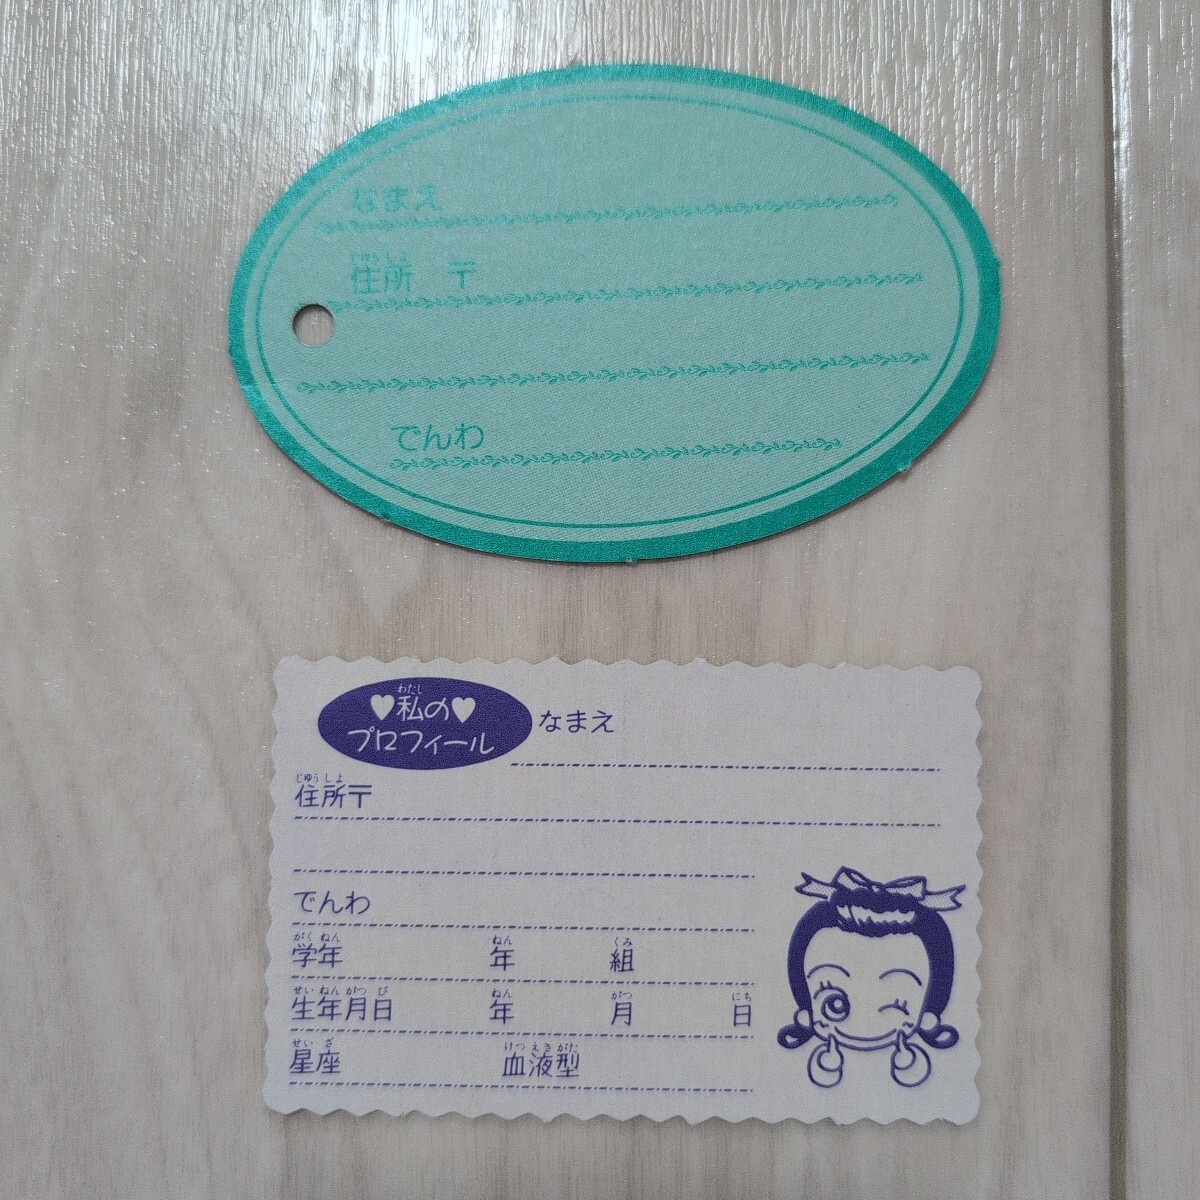 なまえ
じゅうしょ
住所 〒
でんわ
わたし
♥私の♥
プロフィール
なまえ
じゅうしょ
住所〒
でんわ
がくねん ねん くみ
学年 年 組
せいねんがつび ねん がつ にち
生年月日 年 月 日
せいざ けつえきがた
星座 血液型